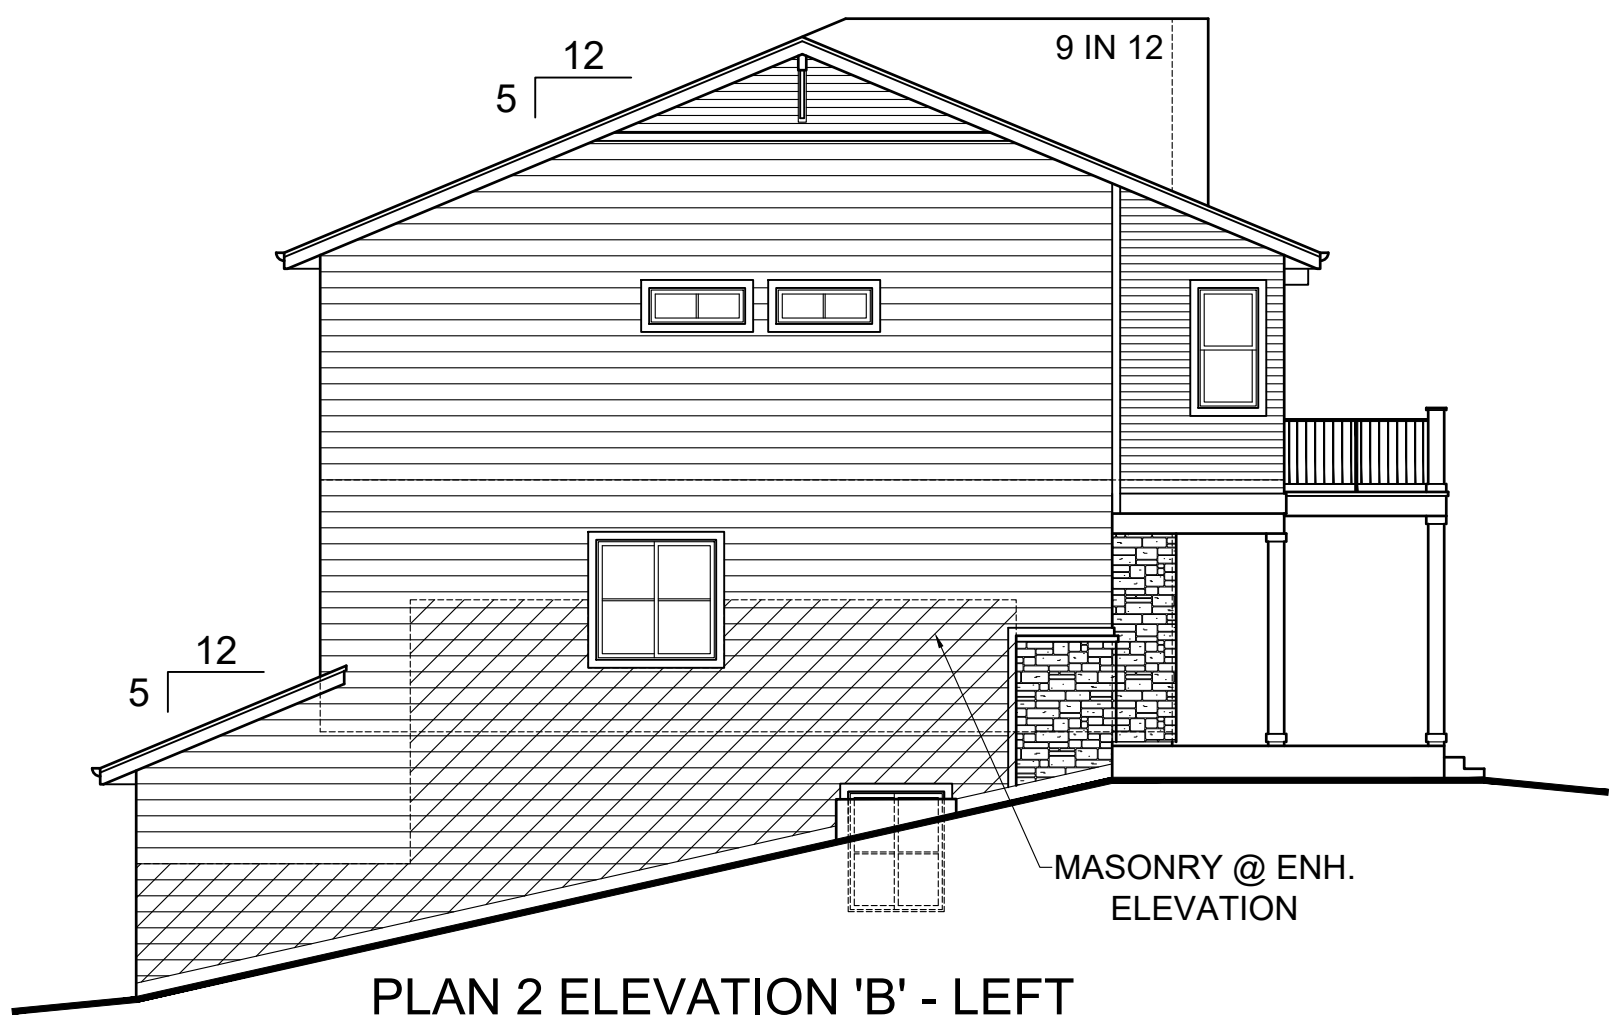 9 IN 12
12
5
12
5
MASONRY @ ENH.
ELEVATION
PLAN 2 ELEVATION 'B' - LEFT